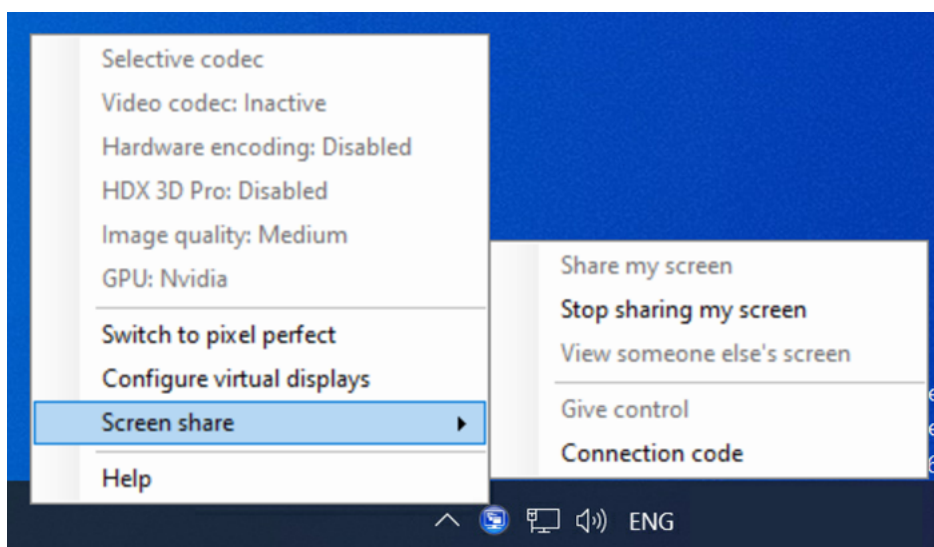 Selective codec
Video codec: Inactive
Hardware encoding: Disabled
HDX 3D Pro: Disabled
Image quality: Medium
GPU: Nvidia
Switch to pixel perfect
Configure virtual displays
Screen share
Help
Share my screen
Stop sharing my screen
View someone else's screen
Give control
Connection code
ENG